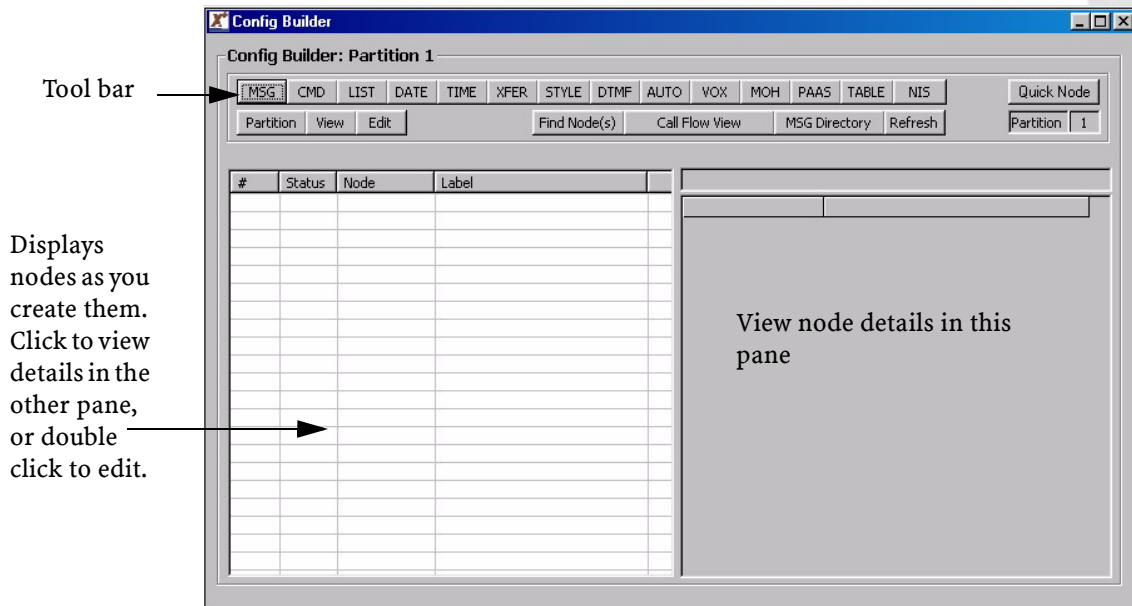 Config Builder
Config Builder: Partition 1
Tool bar
MSG CMD LIST DATE TIME XFER STYLE DTMF AUTO VOX MOH PAAS TABLE NIS Quick Node
Partition View Edit Find Node(s) Call Flow View MSG Directory Refresh Partition 1
# Status Node Label
Displays
nodes as you
create them.
Click to view
details in the
other pane,
or double
click to edit.
View node details in this
pane